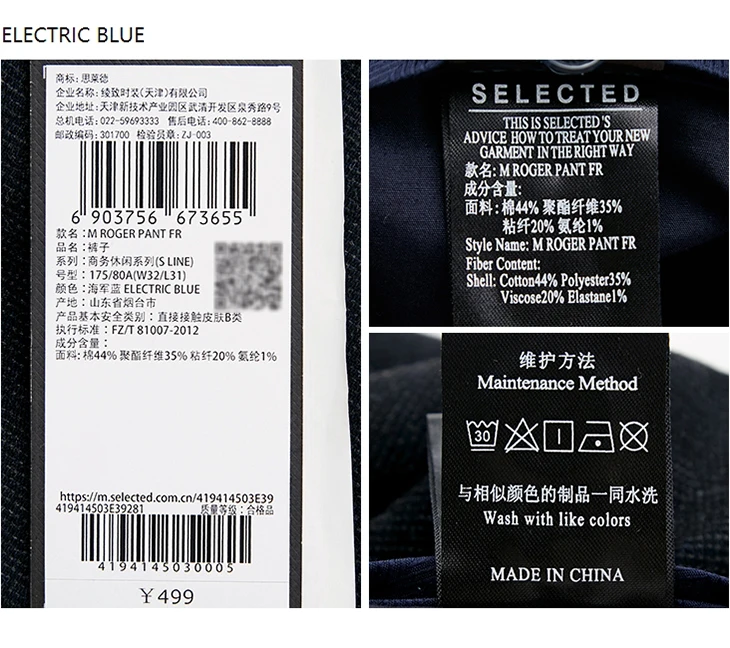 ELECTRIC BLUE
商标: 思莱德
企业名称: 绫致时装(天津)有限公司
企业地址:天津新技术产业园区武清开发区泉秀路9号
总机电话:022-59693333 售后电话:400-862-8888
邮政编码:301700 检验员章:ZJ-003
6 903756 673655
款名:M ROGER PANT FR
品名:裤子
系列:商务休闲系列(S LINE)
号型:175/80A(W32/L31)
颜色:海军蓝 ELECTRIC BLUE
产地:山东省烟台市
产品基本安全类别:直接接触皮肤B类
执行标准:FZ/T 81007-2012
成分含量:
面料: 棉44% 聚酯纤维35% 粘纤20% 氨纶1%
https://m.selected.com.cn/419414503E39
419414503E39281 质量等级:合格品
4194145030005
￥499
SELECTED
THIS IS SELECTED'S
ADVICE HOW TO TREAT YOUR NEW
GARMENT IN THE RIGHT WAY
款名: M ROGER PANT FR
成分含量:
面料: 棉44% 聚酯纤维35%
粘纤20% 氨纶1%
Style Name: M ROGER PANT FR
Fiber Content:
Shell: Cotton44% Polyester35%
Viscose20% Elastane1%
维护方法
Maintenance Method
30
与相似颜色的制品一同水洗
Wash with like colors
MADE IN CHINA